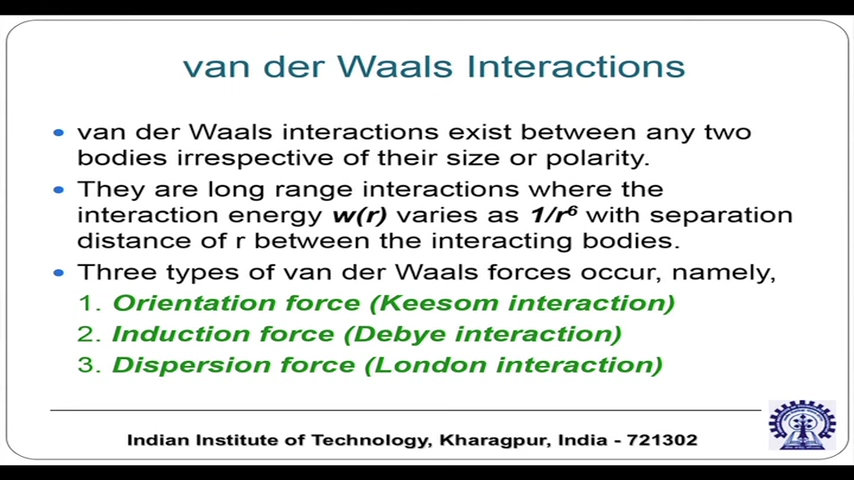 van der Waals Interactions
• van der Waals interactions exist between any two
bodies irrespective of their size or polarity.
• They are long range interactions where the
interaction energy w(r) varies as 1/r⁶ with separation
distance of r between the interacting bodies.
• Three types of van der Waals forces occur, namely,
1. Orientation force (Keesom interaction)
2. Induction force (Debye interaction)
3. Dispersion force (London interaction)
Indian Institute of Technology, Kharagpur, India - 721302